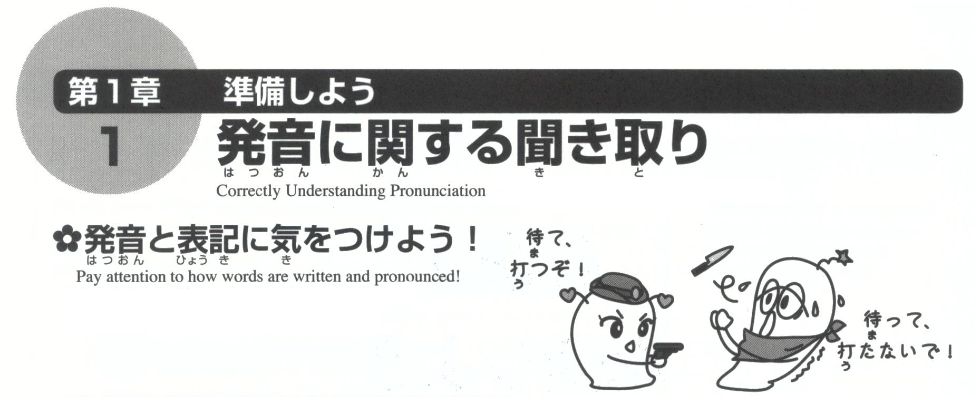 第1章 準備しよう
1 発音に関する聞き取り
はつおん かん き と
Correctly Understanding Pronunciation
✿発音と表記に気をつけよう！
はつおん ひょうき き
Pay attention to how words are written and pronounced!
待て、
ま
打つぞ！
う
待って、
ま
打たないで！
う